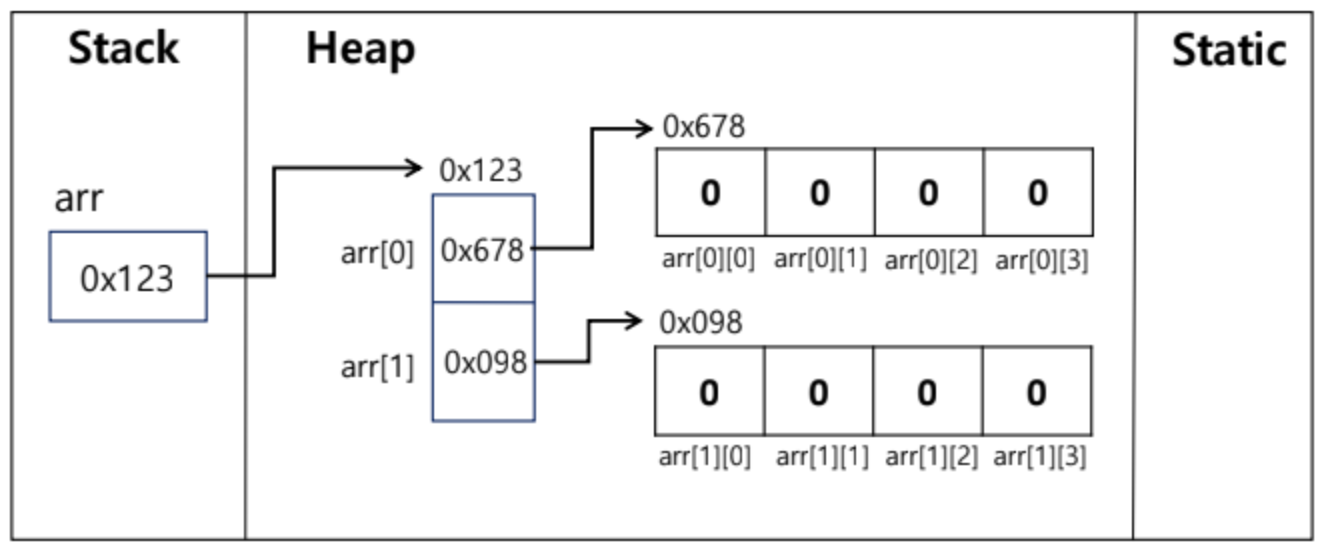 Stack
Heap
Static
0x678
0 0 0 0
arr[0][0] arr[0][1] arr[0][2] arr[0][3]
0x123
arr
0x123
arr[0]
0x678
arr[1]
0x098
0x098
0 0 0 0
arr[1][0] arr[1][1] arr[1][2] arr[1][3]